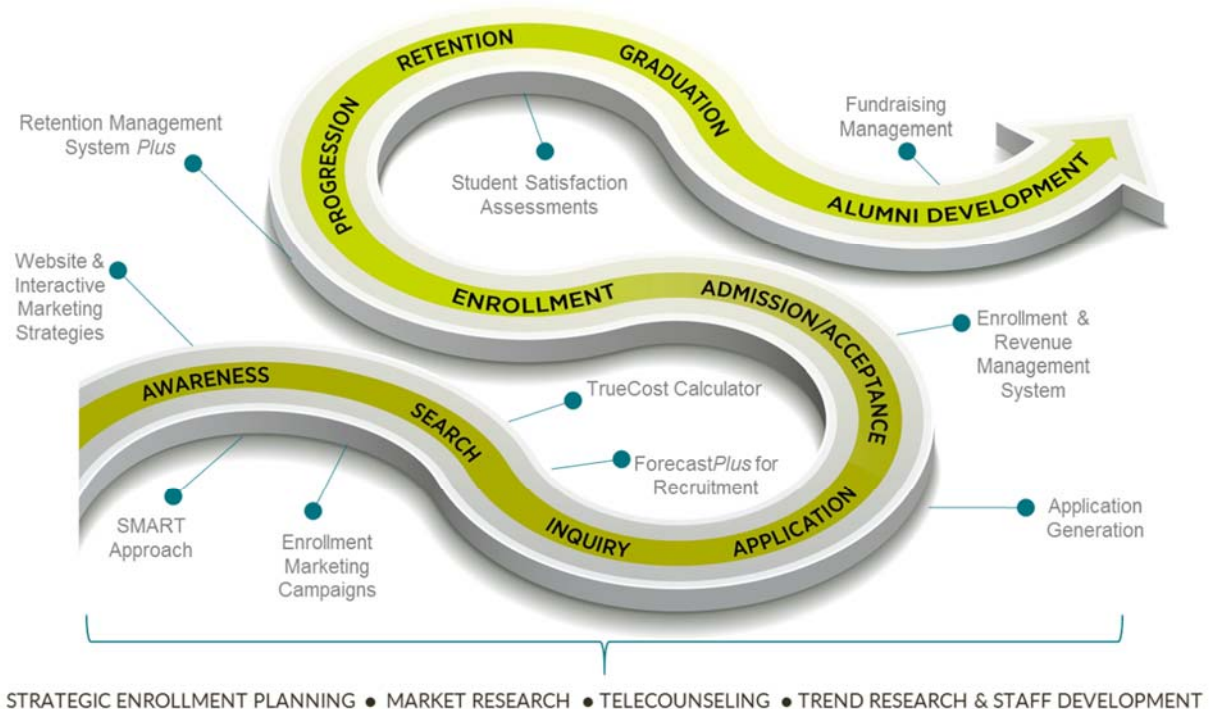 RETENTION
GRADUATION
PROGRESSION
Fundraising
Management
Retention Management
System Plus
Student Satisfaction
Assessments
ALUMNI DEVELOPMENT
Website &
Interactive
Marketing
Strategies
ENROLLMENT
ADMISSION/ACCEPTANCE
Enrollment &
Revenue
Management
System
AWARENESS
SEARCH
TrueCost Calculator
ForecastPlus for
Recruitment
INQUIRY
APPLICATION
Application
Generation
SMART
Approach
Enrollment
Marketing
Campaigns
STRATEGIC ENROLLMENT PLANNING ● MARKET RESEARCH ● TELECOUNSELING ● TREND RESEARCH & STAFF DEVELOPMENT